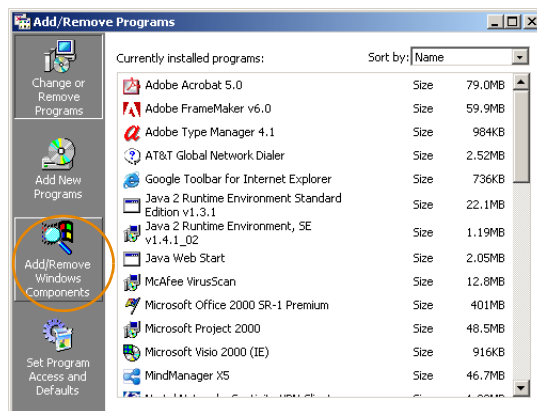 Add/Remove Programs
Change or
Remove
Programs
Add New
Programs
Add/Remove
Windows
Components
Set Program
Access and
Defaults
Currently installed programs:
Sort by: Name
Adobe Acrobat 5.0 Size 79.0MB
Adobe FrameMaker v6.0 Size 59.9MB
Adobe Type Manager 4.1 Size 984KB
AT&T Global Network Dialer Size 2.52MB
Google Toolbar for Internet Explorer Size 736KB
Java 2 Runtime Environment Standard
Edition v1.3.1 Size 22.1MB
Java 2 Runtime Environment, SE
v1.4.1_02 Size 1.19MB
Java Web Start Size 2.05MB
McAfee VirusScan Size 12.8MB
Microsoft Office 2000 SR-1 Premium Size 401MB
Microsoft Project 2000 Size 48.5MB
Microsoft Visio 2000 (IE) Size 916KB
MindManager X5 Size 46.7MB